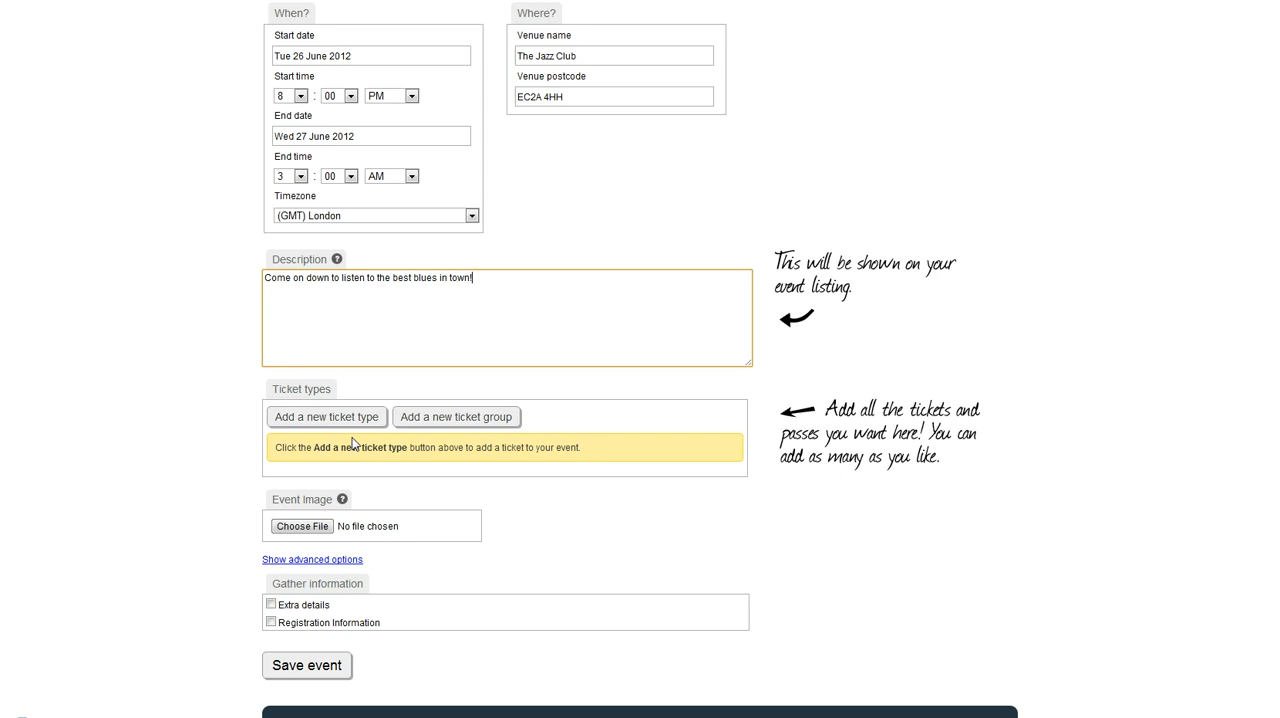 When?
Where?
Start date
Tue 26 June 2012
Start time
8 : 00 PM
End date
Wed 27 June 2012
End time
3 : 00 AM
Timezone
(GMT) London
Venue name
The Jazz Club
Venue postcode
EC2A 4HH
Description ?
Come on down to listen to the best blues in town!
This will be shown on your
event listing.
Ticket types
Add a new ticket type Add a new ticket group
Click the Add a new ticket type button above to add a ticket to your event.
Add all the tickets and
passes you want here! You can
add as many as you like.
Event Image ?
Choose File No file chosen
Show advanced options
Gather information
Extra details
Registration Information
Save event